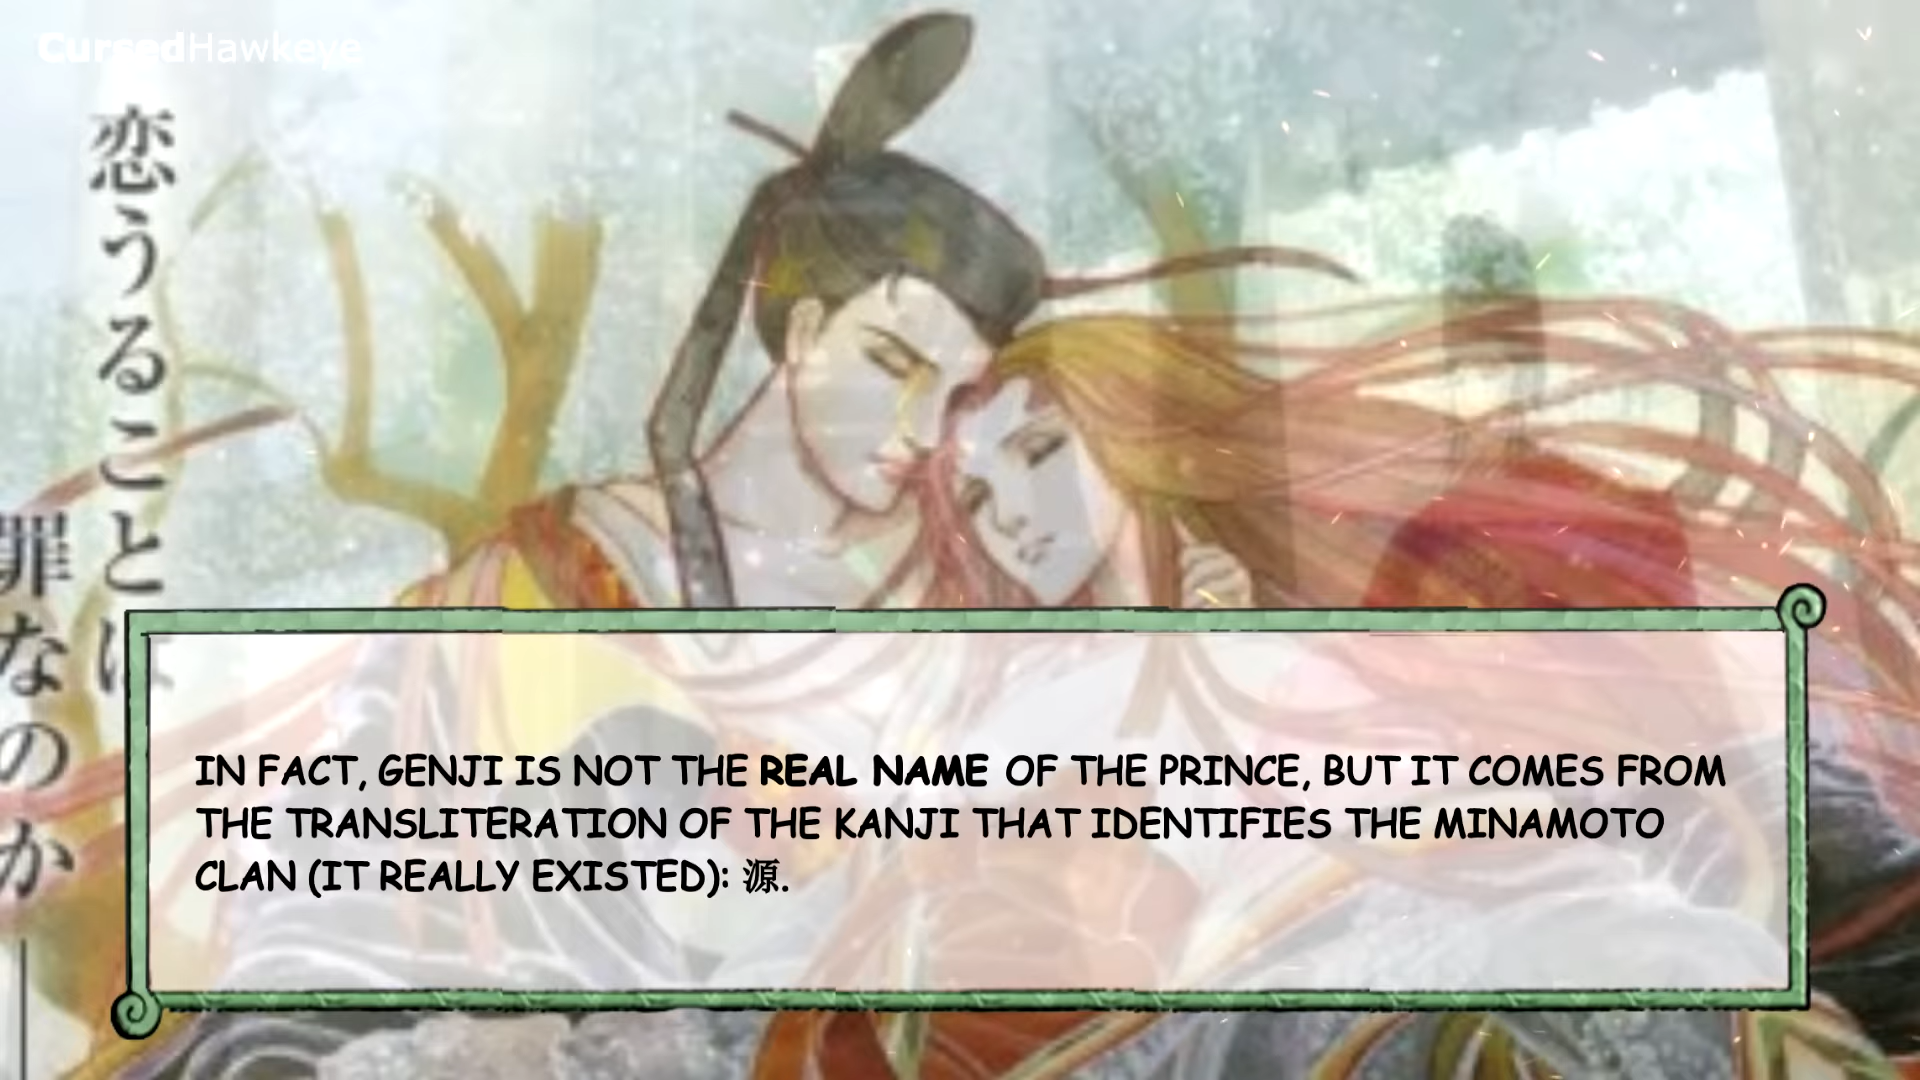 CursedHawkeye
恋うることは
罪なのか
IN FACT, GENJI IS NOT THE REAL NAME OF THE PRINCE, BUT IT COMES FROM
THE TRANSLITERATION OF THE KANJI THAT IDENTIFIES THE MINAMOTO
CLAN (IT REALLY EXISTED): 源.